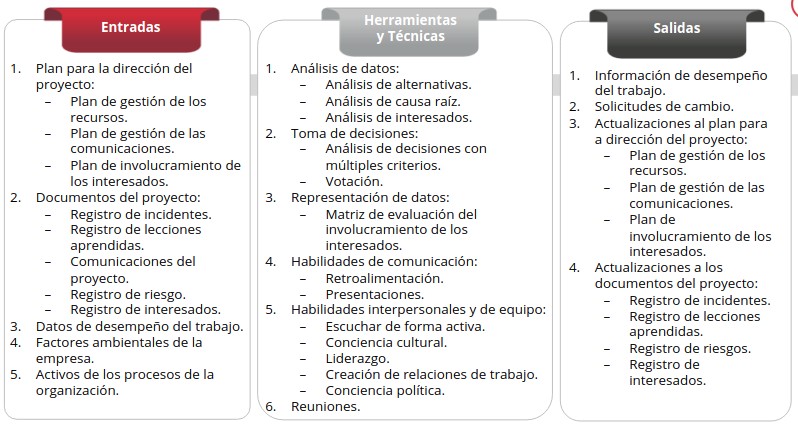 Entradas
1. Plan para la dirección del
proyecto:
– Plan de gestión de los
recursos.
– Plan de gestión de las
comunicaciones.
– Plan de involucramiento de
los interesados.
2. Documentos del proyecto:
– Registro de incidentes.
– Registro de lecciones
aprendidas.
– Comunicaciones del
proyecto.
– Registro de riesgo.
– Registro de interesados.
3. Datos de desempeño del trabajo.
4. Factores ambientales de la
empresa.
5. Activos de los procesos de la
organización.
Herramientas
y Técnicas
1. Análisis de datos:
– Análisis de alternativas.
– Análisis de causa raíz.
– Análisis de interesados.
2. Toma de decisiones:
– Análisis de decisiones con
múltiples criterios.
– Votación.
3. Representación de datos:
– Matriz de evaluación del
involucramiento de los
interesados.
4. Habilidades de comunicación:
– Retroalimentación.
– Presentaciones.
5. Habilidades interpersonales y de equipo:
– Escuchar de forma activa.
– Conciencia cultural.
– Liderazgo.
– Creación de relaciones de trabajo.
– Conciencia política.
6. Reuniones.
Salidas
1. Información de desempeño
del trabajo.
2. Solicitudes de cambio.
3. Actualizaciones al plan para
a dirección del proyecto:
– Plan de gestión de los
recursos.
– Plan de gestión de las
comunicaciones.
– Plan de
involucramiento de los
interesados.
4. Actualizaciones a los
documentos del proyecto:
– Registro de incidentes.
– Registro de lecciones
aprendidas.
– Registro de riesgos.
– Registro de
interesados.